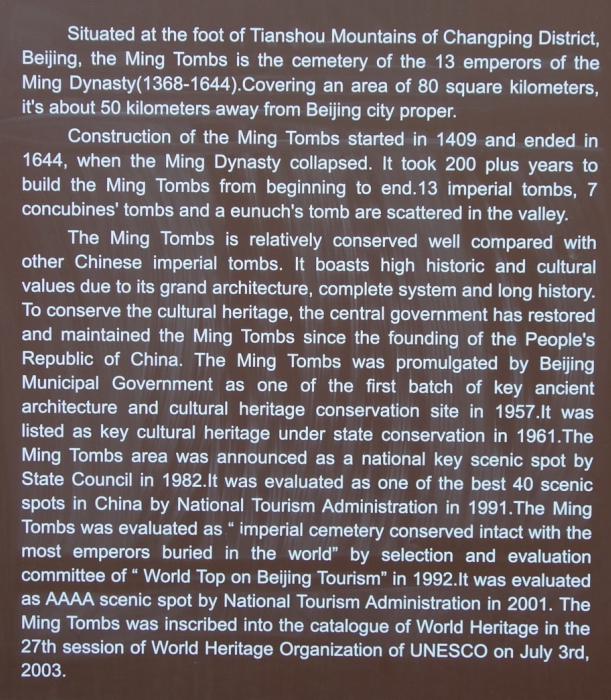 Situated at the foot of Tianshou Mountains of Changping District,
Beijing, the Ming Tombs is the cemetery of the 13 emperors of the
Ming Dynasty(1368-1644).Covering an area of 80 square kilometers,
it's about 50 kilometers away from Beijing city proper.
Construction of the Ming Tombs started in 1409 and ended in
1644, when the Ming Dynasty collapsed. It took 200 plus years to
build the Ming Tombs from beginning to end.13 imperial tombs, 7
concubines' tombs and a eunuch's tomb are scattered in the valley.
The Ming Tombs is relatively conserved well compared with
other Chinese imperial tombs. It boasts high historic and cultural
values due to its grand architecture, complete system and long history.
To conserve the cultural heritage, the central government has restored
and maintained the Ming Tombs since the founding of the People's
Republic of China. The Ming Tombs was promulgated by Beijing
Municipal Government as one of the first batch of key ancient
architecture and cultural heritage conservation site in 1957.It was
listed as key cultural heritage under state conservation in 1961.The
Ming Tombs area was announced as a national key scenic spot by
State Council in 1982.It was evaluated as one of the best 40 scenic
spots in China by National Tourism Administration in 1991.The Ming
Tombs was evaluated as “ imperial cemetery conserved intact with the
most emperors buried in the world” by selection and evaluation
committee of “ World Top on Beijing Tourism” in 1992.It was evaluated
as AAAA scenic spot by National Tourism Administration in 2001. The
Ming Tombs was inscribed into the catalogue of World Heritage in the
27th session of World Heritage Organization of UNESCO on July 3rd,
2003.